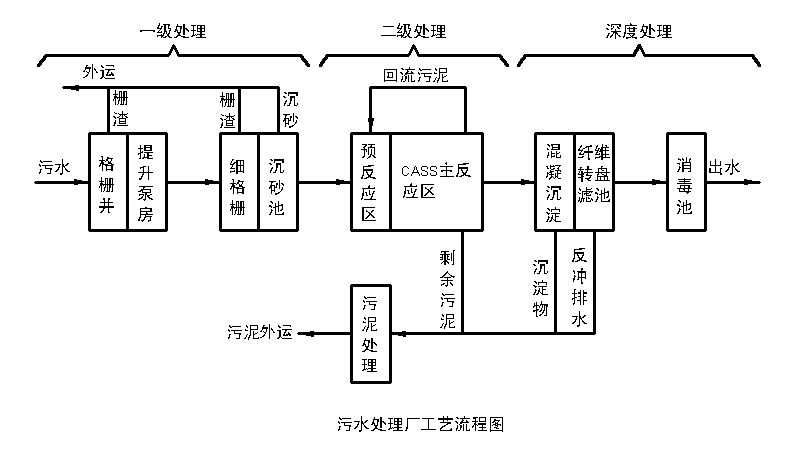 一级处理
二级处理
深度处理
外运
栅渣
栅渣
沉砂
回流污泥
污水
格栅井
提升泵房
细格栅
沉砂池
预反应区
CASS主反
应区
混凝沉淀
纤维
转盘
滤池
消毒池
出水
剩余污泥
沉淀物
反冲排水
污泥外运
污泥处理
污水处理厂工艺流程图